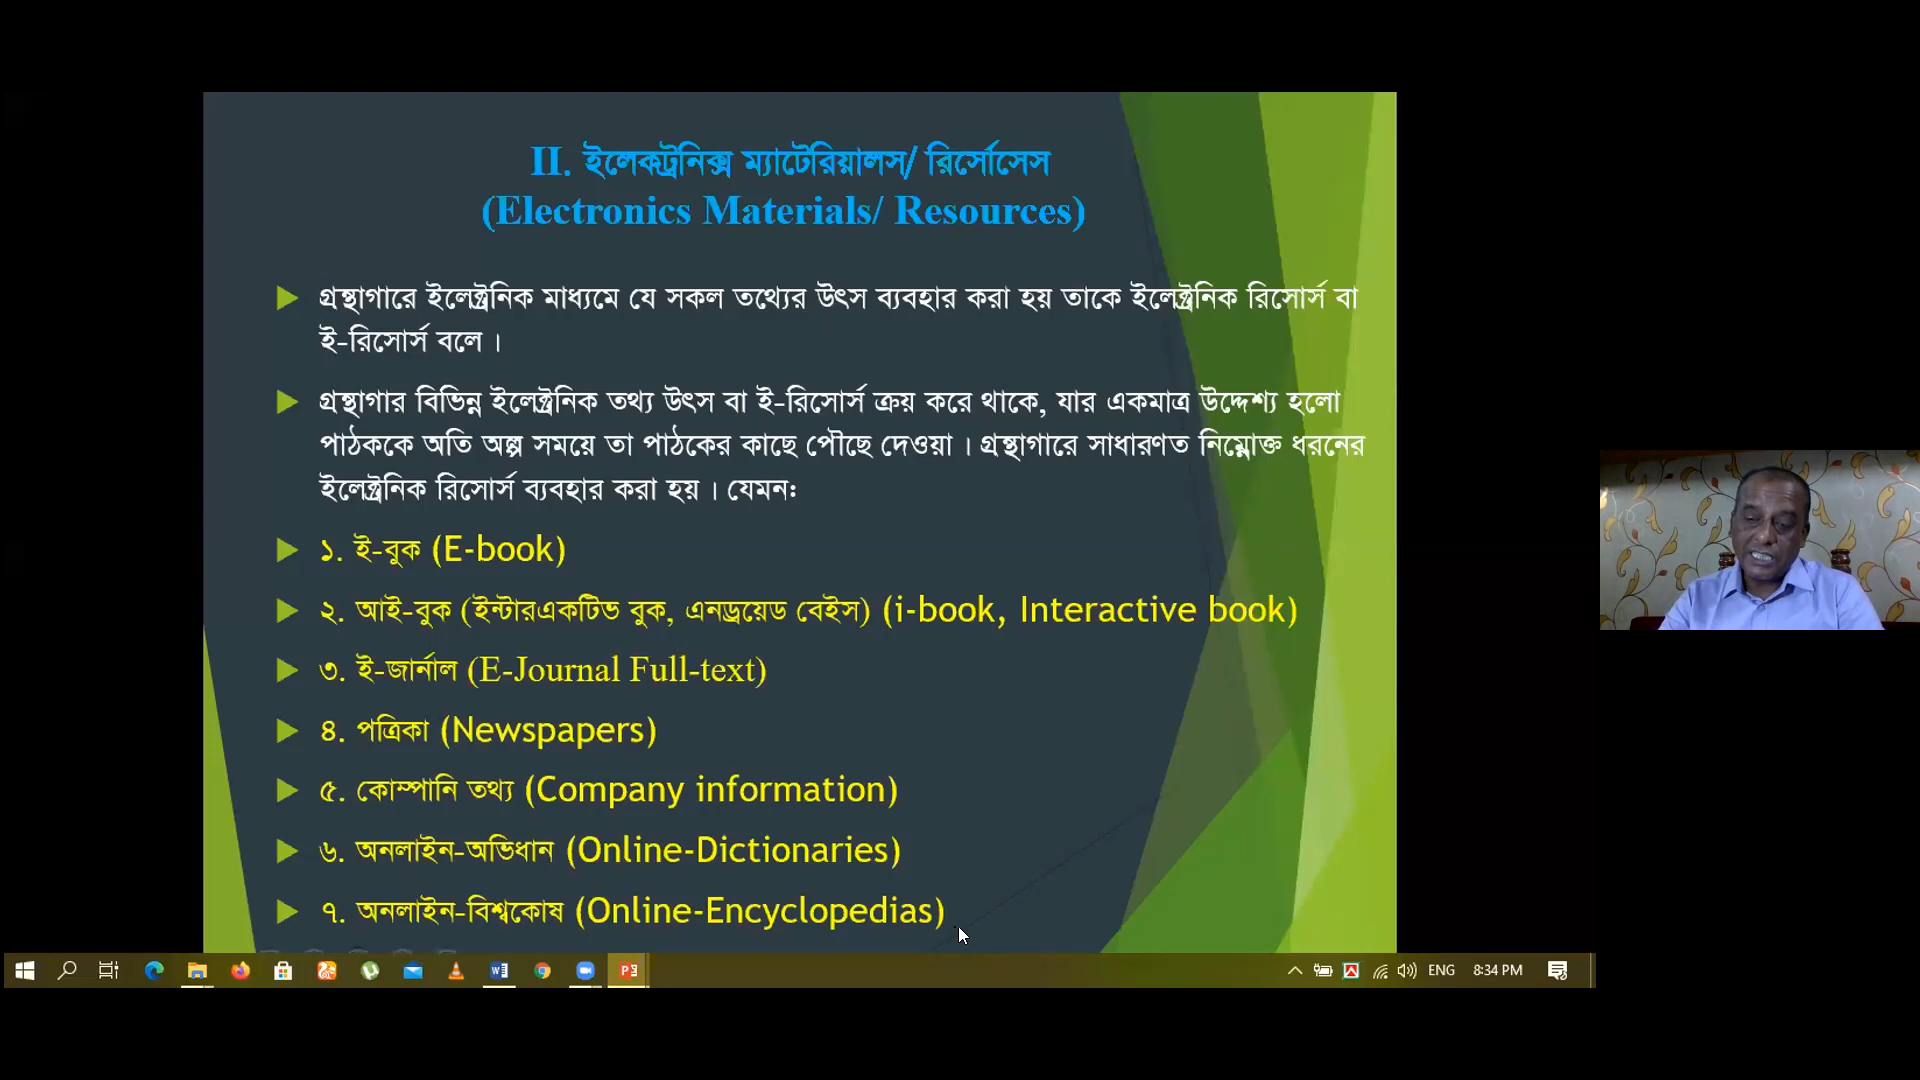 II. ইলেকট্রনিক্স ম্যাটেরিয়ালস/ রির্সোসেস
(Electronics Materials/ Resources)
গ্রন্থাগারে ইলেক্ট্রনিক মাধ্যমে যে সকল তথ্যের উৎস ব্যবহার করা হয় তাকে ইলেক্ট্রনিক রিসোর্স বা
ই-রিসোর্স বলে ।
গ্রন্থাগার বিভিন্ন ইলেক্ট্রনিক তথ্য উৎস বা ই-রিসোর্স ক্রয় করে থাকে, যার একমাত্র উদ্দেশ্য হলো
পাঠককে অতি অল্প সময়ে তা পাঠকের কাছে পৌছে দেওয়া । গ্রন্থাগারে সাধারণত নিম্নোক্ত ধরনের
ইলেক্ট্রনিক রিসোর্স ব্যবহার করা হয় । যেমন:
১. ই-বুক (E-book)
২. আই-বুক (ইন্টারএকটিভ বুক, এনড্রয়েড বেইস) (i-book, Interactive book)
৩. ই-জার্নাল (E-Journal Full-text)
৪. পত্রিকা (Newspapers)
৫. কোম্পানি তথ্য (Company information)
৬. অনলাইন-অভিধান (Online-Dictionaries)
৭. অনলাইন-বিশ্বকোষ (Online-Encyclopedias)
ENG 8:34 PM